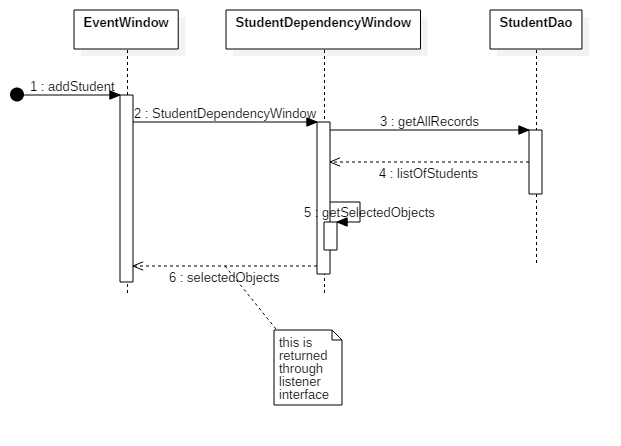 EventWindow
StudentDependencyWindow
StudentDao
1 : addStudent
2 : StudentDependencyWindow
3 : getAllRecords
4 : listOfStudents
5 : getSelectedObjects
6 : selectedObjects
this is
returned
through
listener
interface